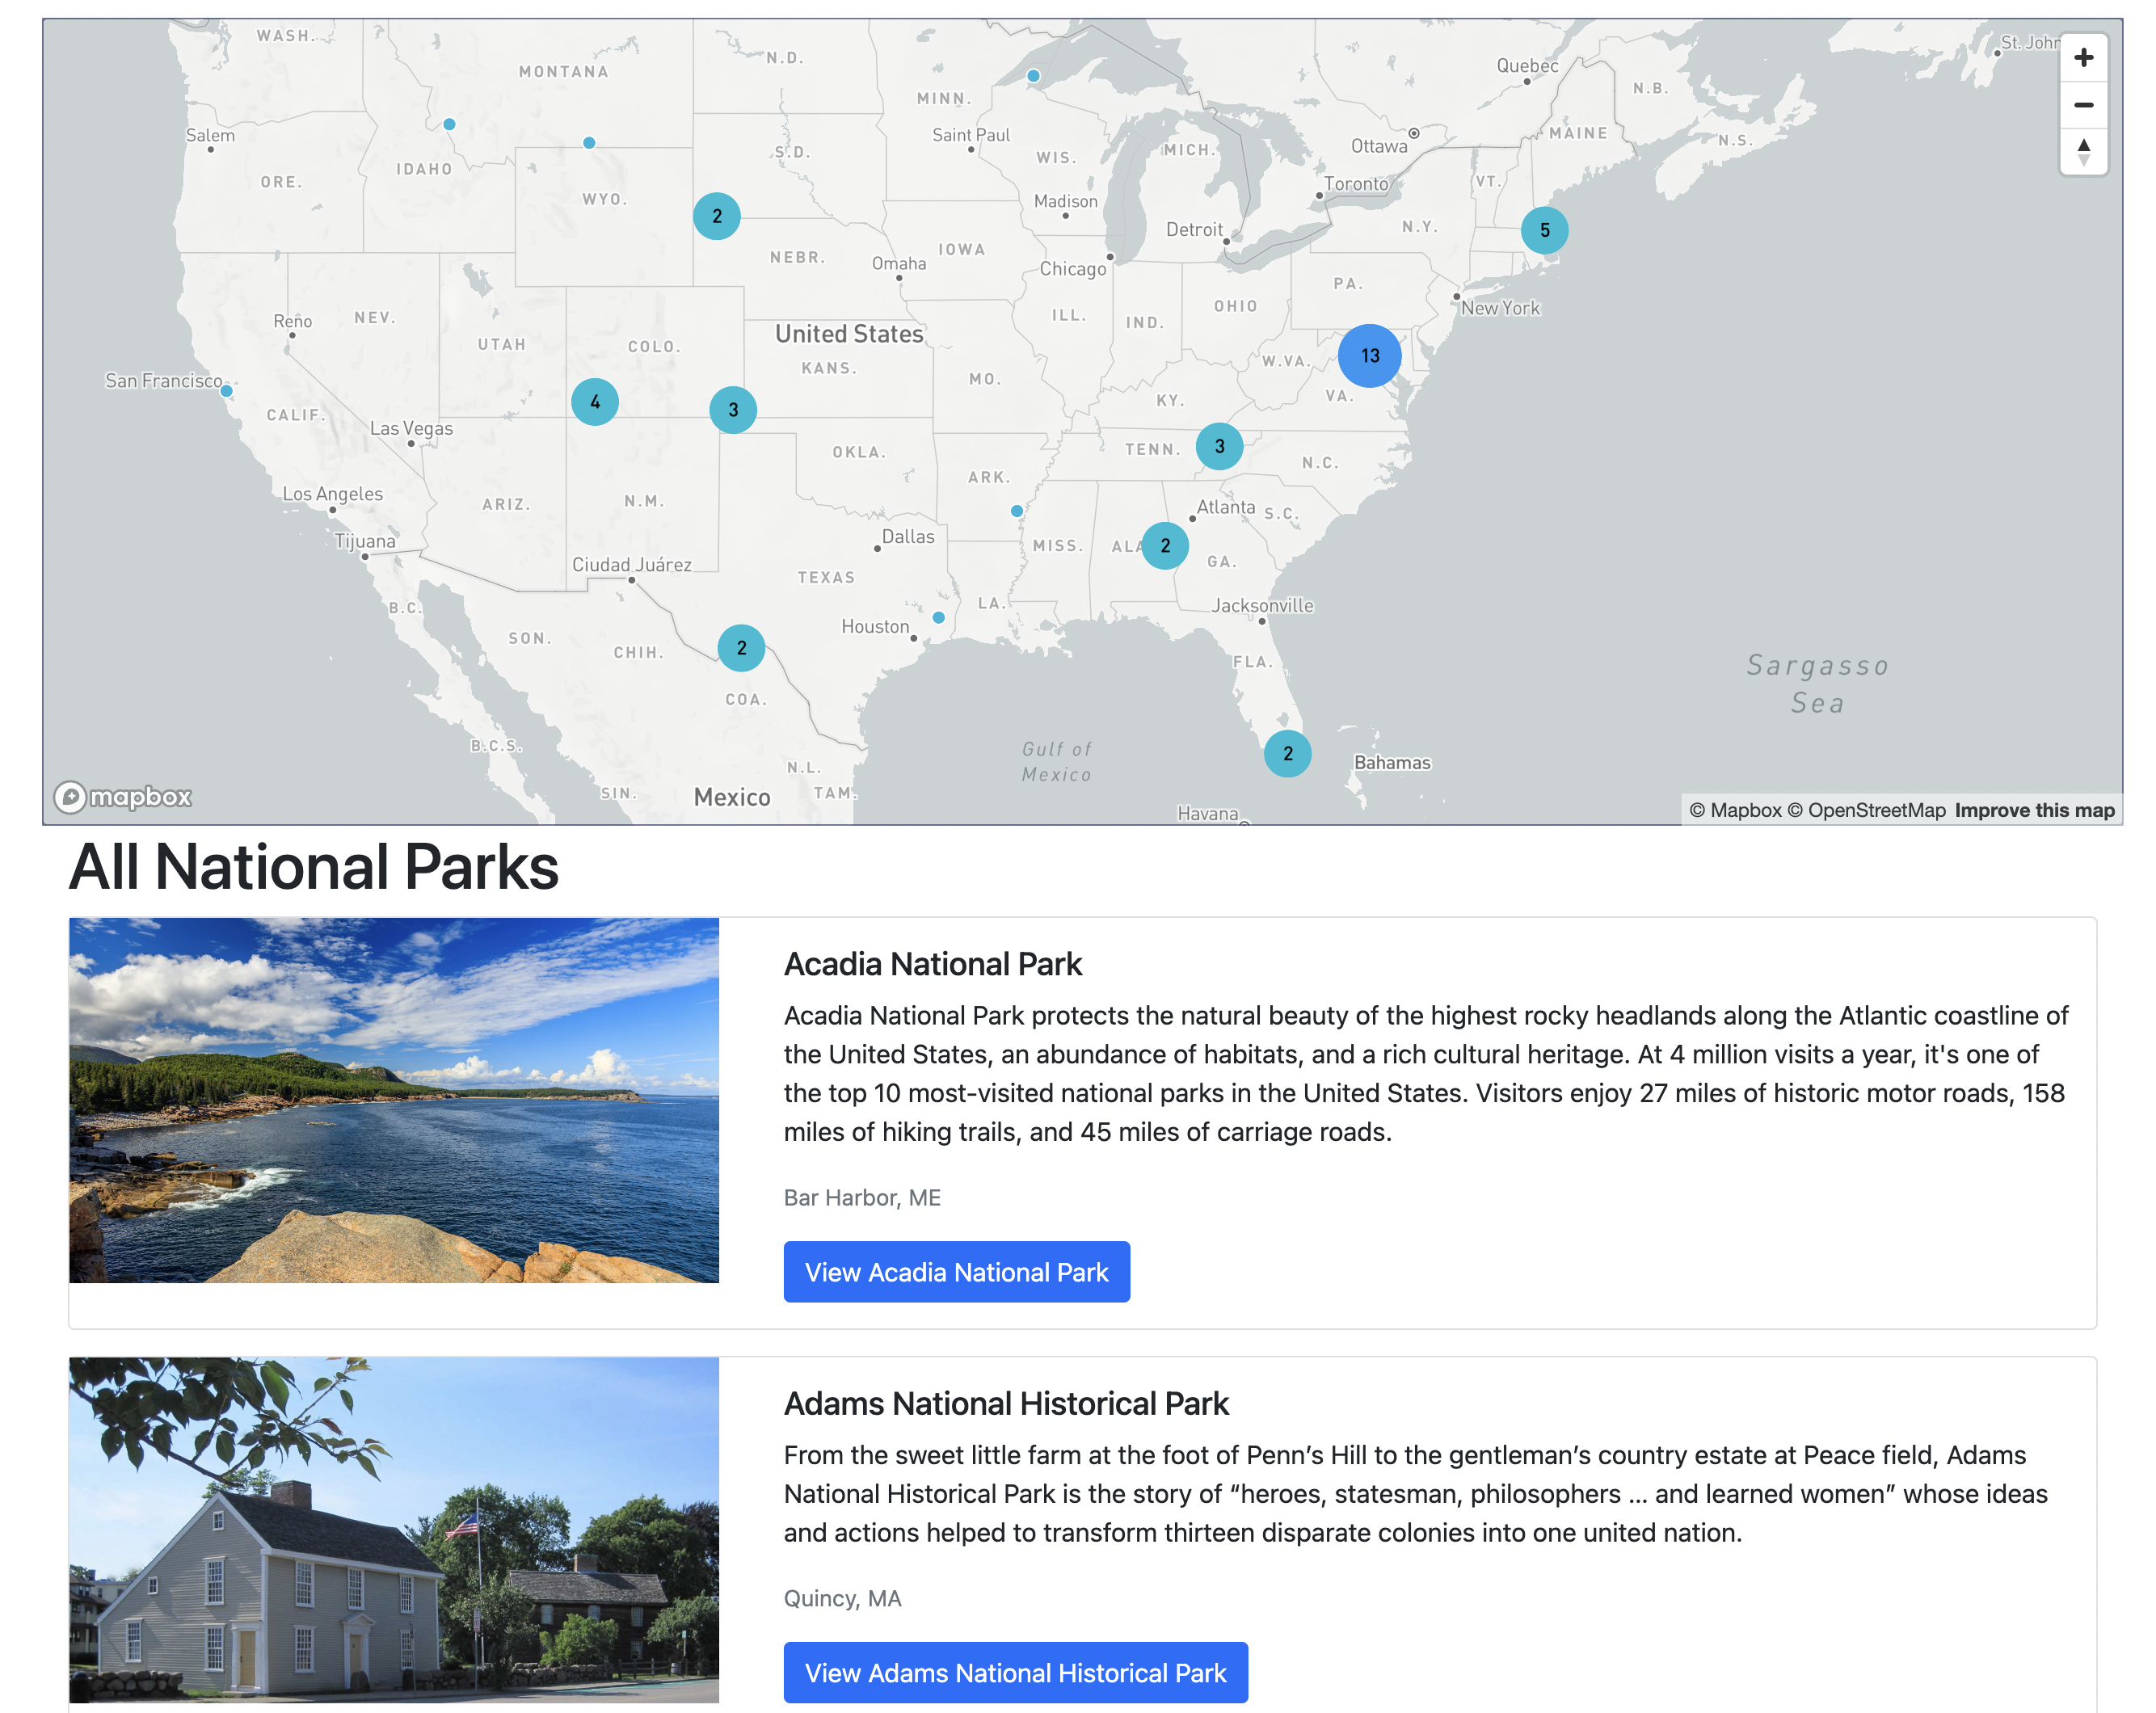 WASH.
MONTANA
N.D.
MINN.
Quebec
N.B.
St. John
+
−
Salem
Saint Paul
Ottawa
MAINE
N.S.
ORE.
IDAHO
WYO.
S.D.
WIS.
MICH.
Toronto
VT.
Madison
2
Detroit
N.Y.
5
NEBR.
Omaha
IOWA
Chicago
PA.
New York
Reno
NEV.
UTAH
COLO.
United States
KANS.
ILL.
IND.
OHIO
W.VA.
13
San Francisco
CALIF.
Las Vegas
4
3
MO.
KY.
VA.
OKLA.
TENN.
3
N.C.
Los Angeles
ARIZ.
N.M.
ARK.
Atlanta
S.C.
Tijuana
Ciudad Juárez
Dallas
MISS.
ALA
2
GA.
B.C.
TEXAS
LA.
Jacksonville
SON.
CHIH.
2
Houston
FLA.
Sargasso
Sea
COA.
B.C.S.
Gulf of
Mexico
2
Bahamas
N.L.
SIN.
Mexico
TAM.
Havana
mapbox
© Mapbox © OpenStreetMap Improve this map
All National Parks
Acadia National Park
Acadia National Park protects the natural beauty of the highest rocky headlands along the Atlantic coastline of
the United States, an abundance of habitats, and a rich cultural heritage. At 4 million visits a year, it's one of
the top 10 most-visited national parks in the United States. Visitors enjoy 27 miles of historic motor roads, 158
miles of hiking trails, and 45 miles of carriage roads.
Bar Harbor, ME
View Acadia National Park
Adams National Historical Park
From the sweet little farm at the foot of Penn’s Hill to the gentleman’s country estate at Peace field, Adams
National Historical Park is the story of “heroes, statesman, philosophers ... and learned women” whose ideas
and actions helped to transform thirteen disparate colonies into one united nation.
Quincy, MA
View Adams National Historical Park